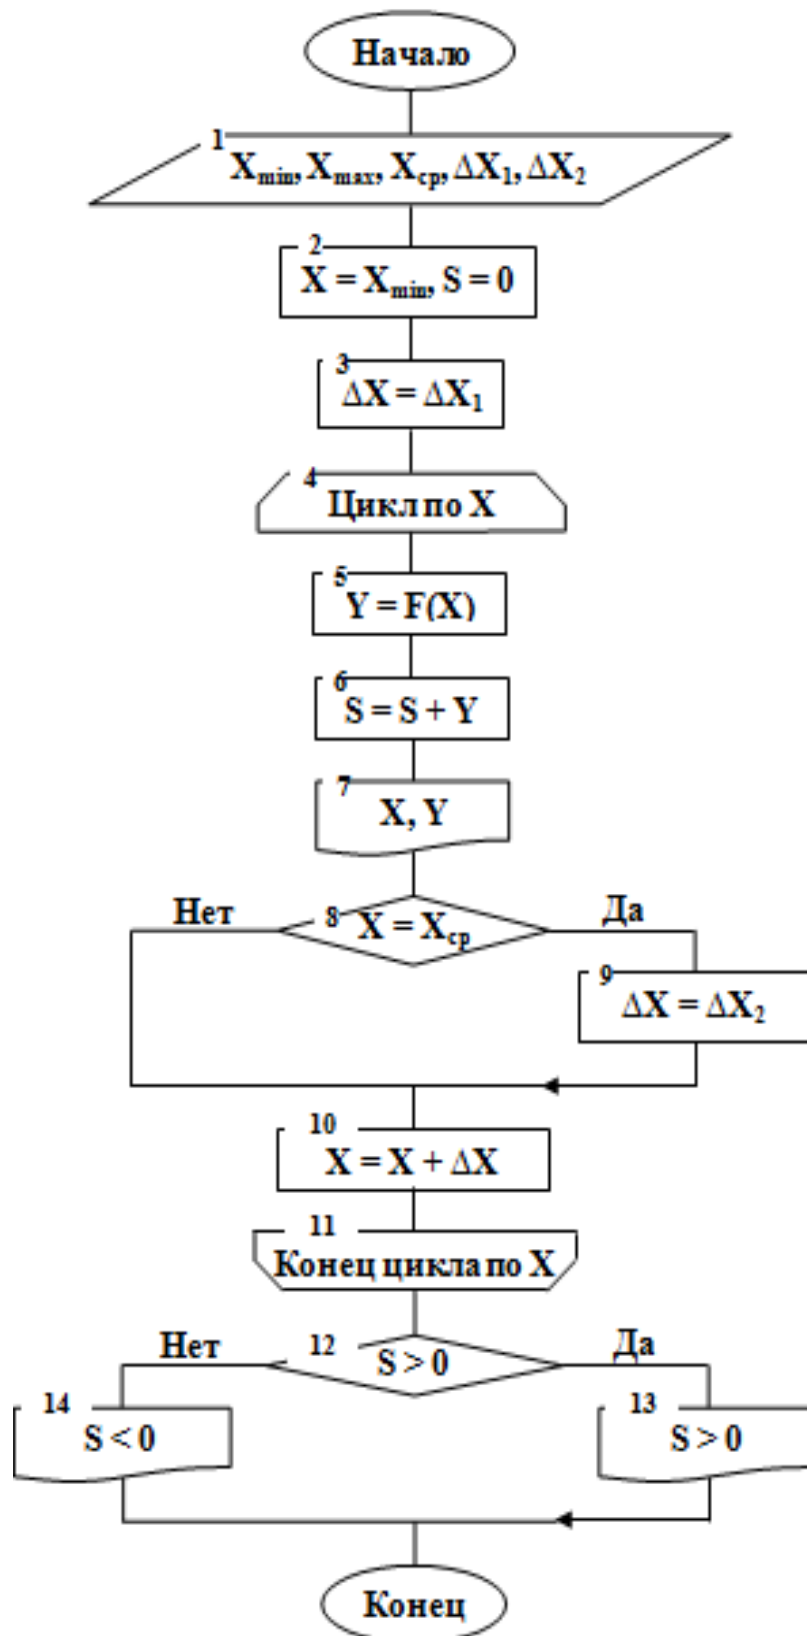 Начало
1
Xmin, Xmax, Xср, ΔX1, ΔX2
2
X = Xmin, S = 0
3
ΔX = ΔX1
4
Цикл по X
5
Y = F(X)
6
S = S + Y
7
X, Y
Нет
8
X = Xср
Да
9
ΔX = ΔX2
10
X = X + ΔX
11
Конец цикла по X
Нет
12
S > 0
Да
14
S < 0
13
S > 0
Конец